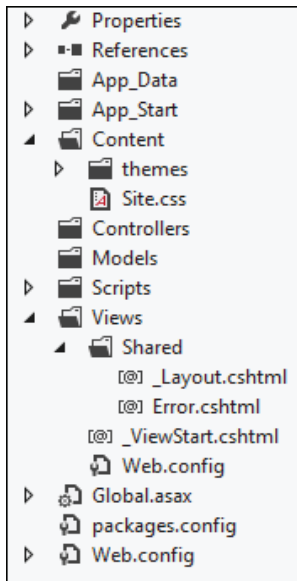 Properties
References
App_Data
App_Start
Content
themes
Site.css
Controllers
Models
Scripts
Views
Shared
[@] _Layout.cshtml
[@] Error.cshtml
[@] _ViewStart.cshtml
Web.config
Global.asax
packages.config
Web.config